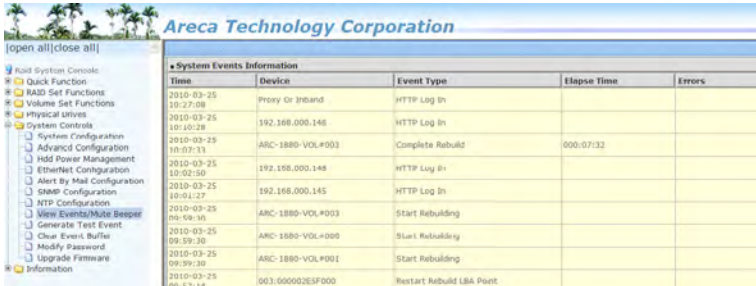 Areca Technology Corporation
|open all|close all|
Raid System Console
Quick Function
RAID Set Functions
Volume Set Functions
Physical Drives
System Controls
System Configuration
Advancd Configuration
Hdd Power Management
EtherNet Configuration
Alert By Mail Configuration
SNMP Configuration
NTP Configuration
View Events/Mute Beeper
Generate Test Event
Clear Event Buffer
Modify Password
Upgrade Firmware
Information
System Events Information
Time Device Event Type Elapse Time Errors
2010-03-25 10:27:08 Proxy Or Inband HTTP Log In
2010-03-25 10:10:28 192.168.000.148 HTTP Log In
2010-03-25 10:07:33 ARC-1880-VOL#003 Complete Rebuild 000:07:32
2010-03-25 10:02:50 192.168.000.148 HTTP Log In
2010-03-25 10:01:27 192.168.000.145 HTTP Log In
2010-03-25 09:59:30 ARC-1880-VOL#003 Start Rebuilding
2010-03-25 09:59:30 ARC-1880-VOL#000 Start Rebuilding
2010-03-25 09:59:30 ARC-1880-VOL#001 Start Rebuilding
2010-03-25 003:000002E5F000 Restart Rebuild LBA Point